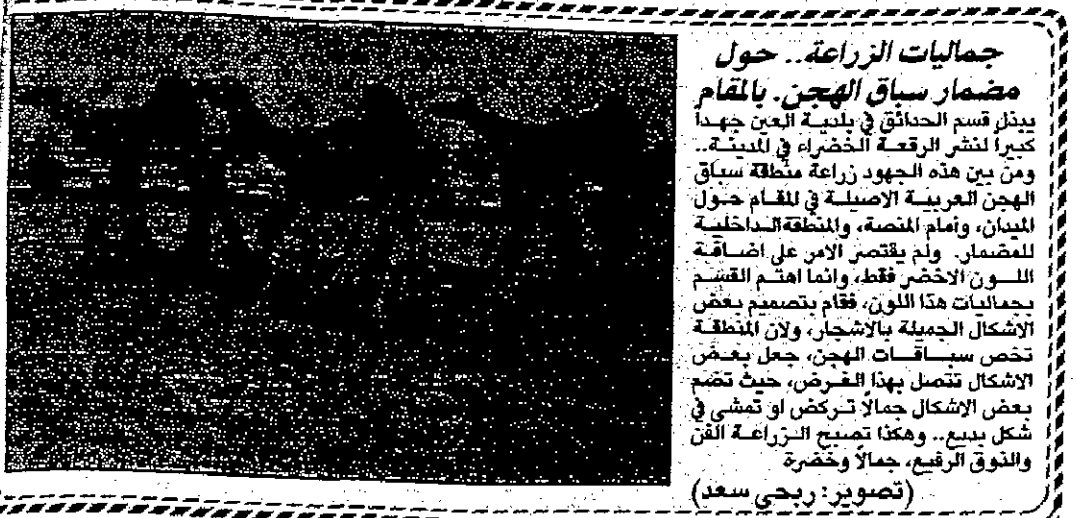 جماليات الزراعة.. حول
مضمار سباق الهجن. بالمقام
يبذل قسم الحدائق في بلدية العين جهداً
كبيرا لنشر الرقعة الخضراء في المدينة..
ومن بين هذه الجهود زراعة منطقة سباق
الهجن العربية الاصيلة في المقام حول
الميدان، وأمام المنصة، والمنطقة الداخلية
للمضمار. ولم يقتصر الامر على اضافة
اللون الاخضر فقط، وانما اهتم القسم
بجماليات هذا اللون، فقام بتصميم بعض
الاشكال الجميلة بالاشجار، ولان المنطقة
تخص سباقات الهجن، جعل بعض
الاشكال تتصل بهذا الغرض، حيث تضم
بعض الاشكال جمالاً تركض او تمشي في
شكل بديع.. وهكذا تصبح الزراعة الفن
والذوق الرفيع، جمالاً وخضرة
(تصوير: ربحي سعد)